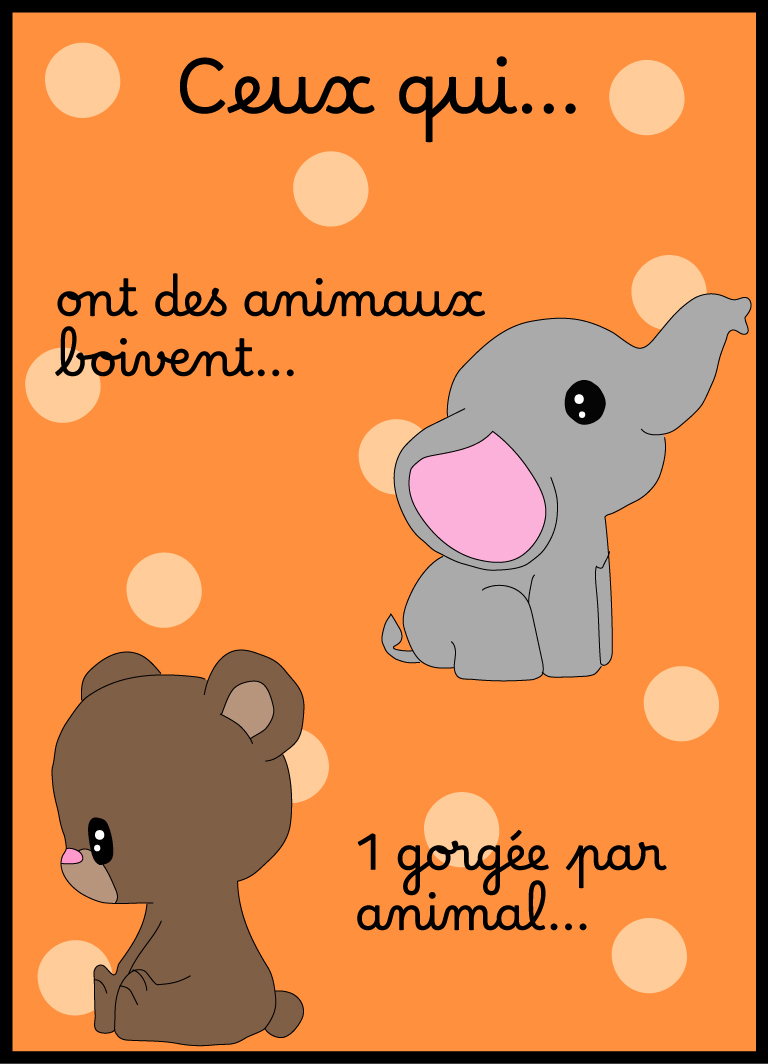 Ceux qui...
ont des animaux
boivent...
1 gorgée par
animal...